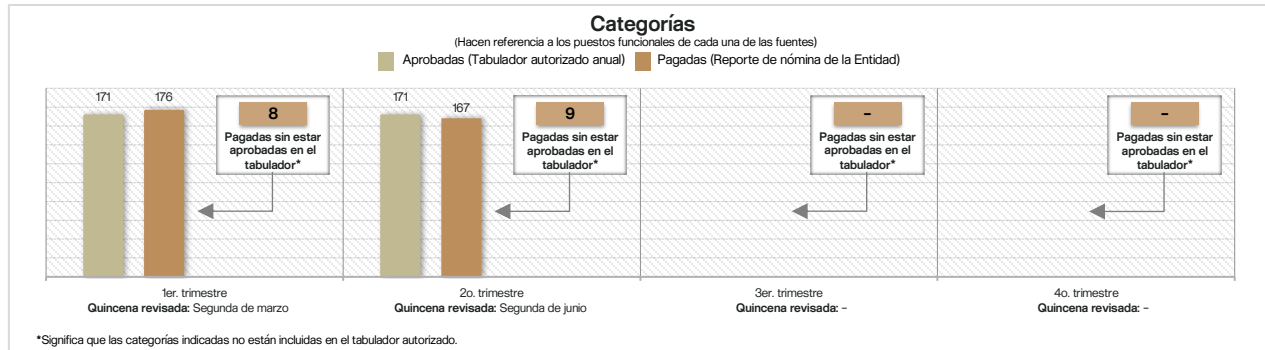 Categorías
(Hacen referencia a los puestos funcionales de cada una de las fuentes)
Aprobadas (Tabulador autorizado anual) Pagadas (Reporte de nómina de la Entidad)
171 176
8
Pagadas sin estar
aprobadas en el
tabulador*
171 167
9
Pagadas sin estar
aprobadas en el
tabulador*
–
Pagadas sin estar
aprobadas en el
tabulador*
–
Pagadas sin estar
aprobadas en el
tabulador*
1er. trimestre
Quincena revisada: Segunda de marzo
2o. trimestre
Quincena revisada: Segunda de junio
3er. trimestre
Quincena revisada: –
4o. trimestre
Quincena revisada: –
*Significa que las categorías indicadas no están incluidas en el tabulador autorizado.